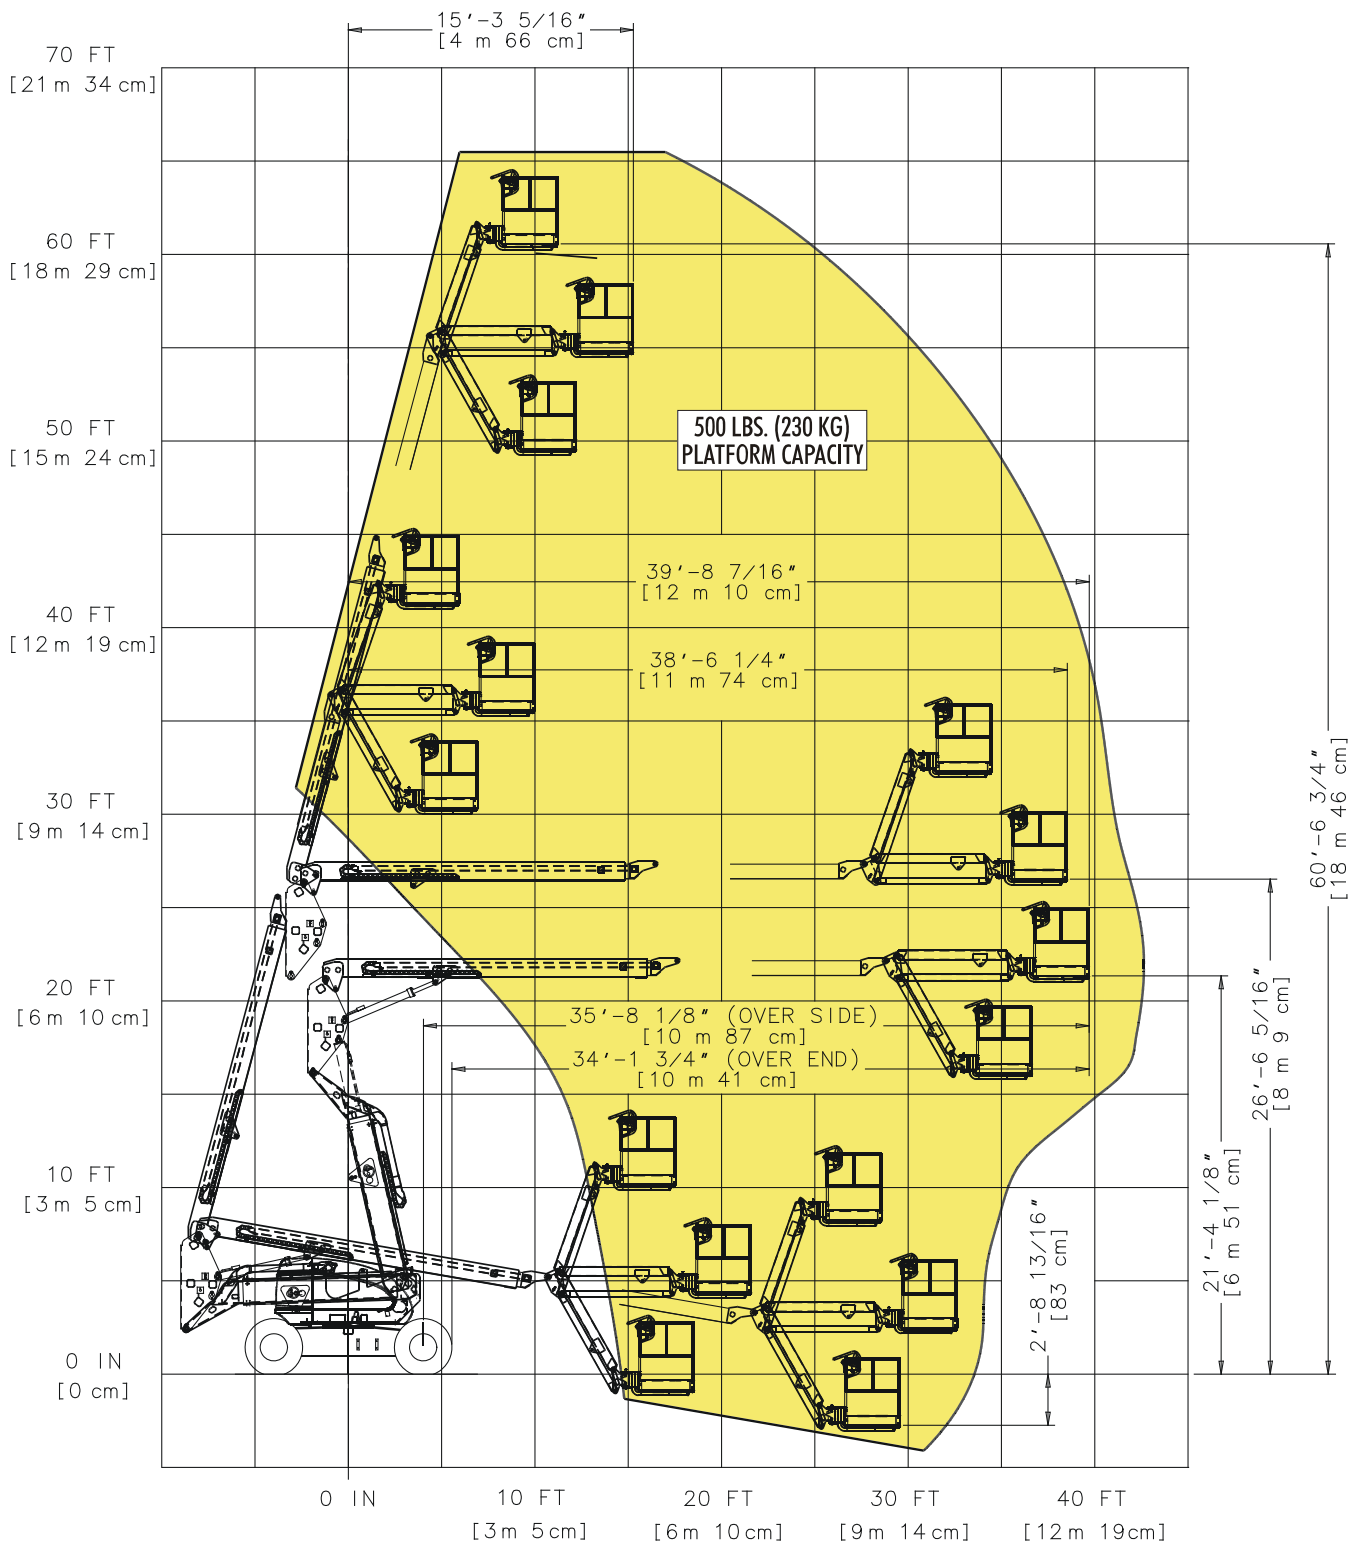 15'-3 5/16"
[4 m 66 cm]
70 FT
[21 m 34 cm]
60 FT
[18 m 29 cm]
50 FT
[15 m 24 cm]
500 LBS. (230 KG)
PLATFORM CAPACITY
39'-8 7/16"
[12 m 10 cm]
40 FT
[12 m 19 cm]
38'-6 1/4"
[11 m 74 cm]
30 FT
[9 m 14 cm]
60'-6 3/4"
[18 m 46 cm]
20 FT
[6 m 10 cm]
35'-8 1/8" (OVER SIDE)
[10 m 87 cm]
34'-1 3/4" (OVER END)
[10 m 41 cm]
26'-6 5/16"
[8 m 9 cm]
21'-4 1/8"
[6 m 51 cm]
10 FT
[3 m 5 cm]
2'-8 13/16"
[83 cm]
0 IN
[0 cm]
0 IN
10 FT
[3 m 5 cm]
20 FT
[6 m 10 cm]
30 FT
[9 m 14 cm]
40 FT
[12 m 19 cm]